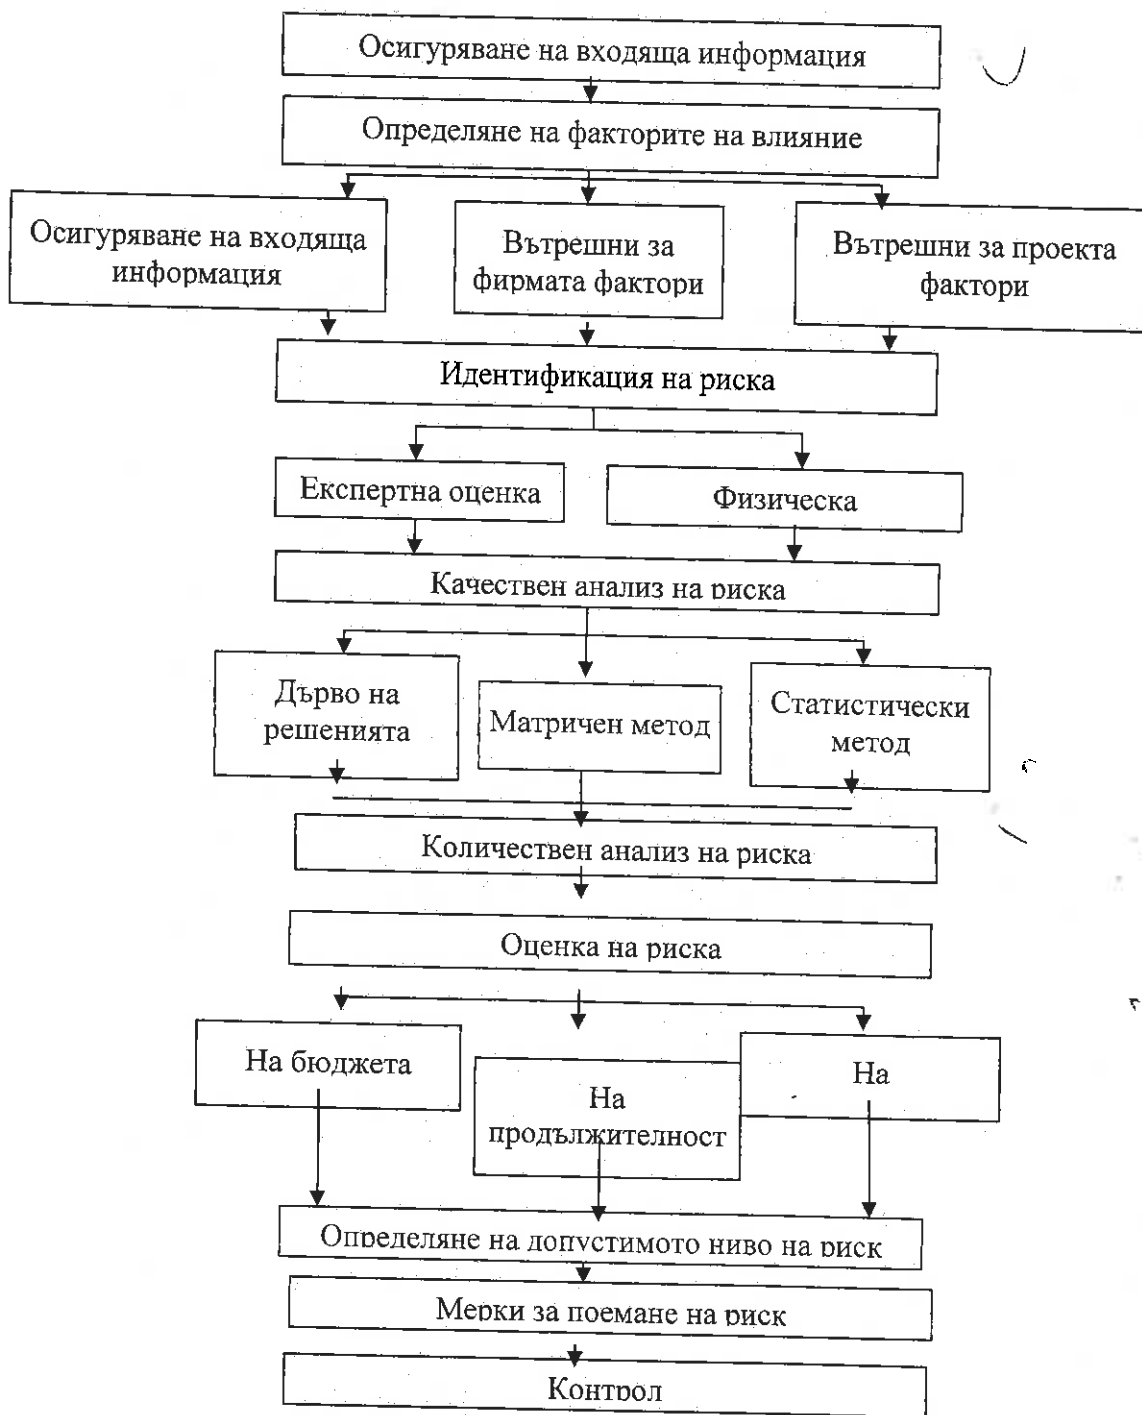 Осигуряване на входяща информация
Определяне на факторите на влияние
Осигуряване на входяща
информация
Вътрешни за
фирмата фактори
Вътрешни за проекта
фактори
Идентификация на риска
Експертна оценка
Физическа
Качествен анализ на риска
Дърво на
решенията
Матричен метод
Статистически
метод
Количествен анализ на риска
Оценка на риска
На бюджета
На
продължителност
На
Определяне на допустимото ниво на риск
Мерки за поемане на риск
Контрол